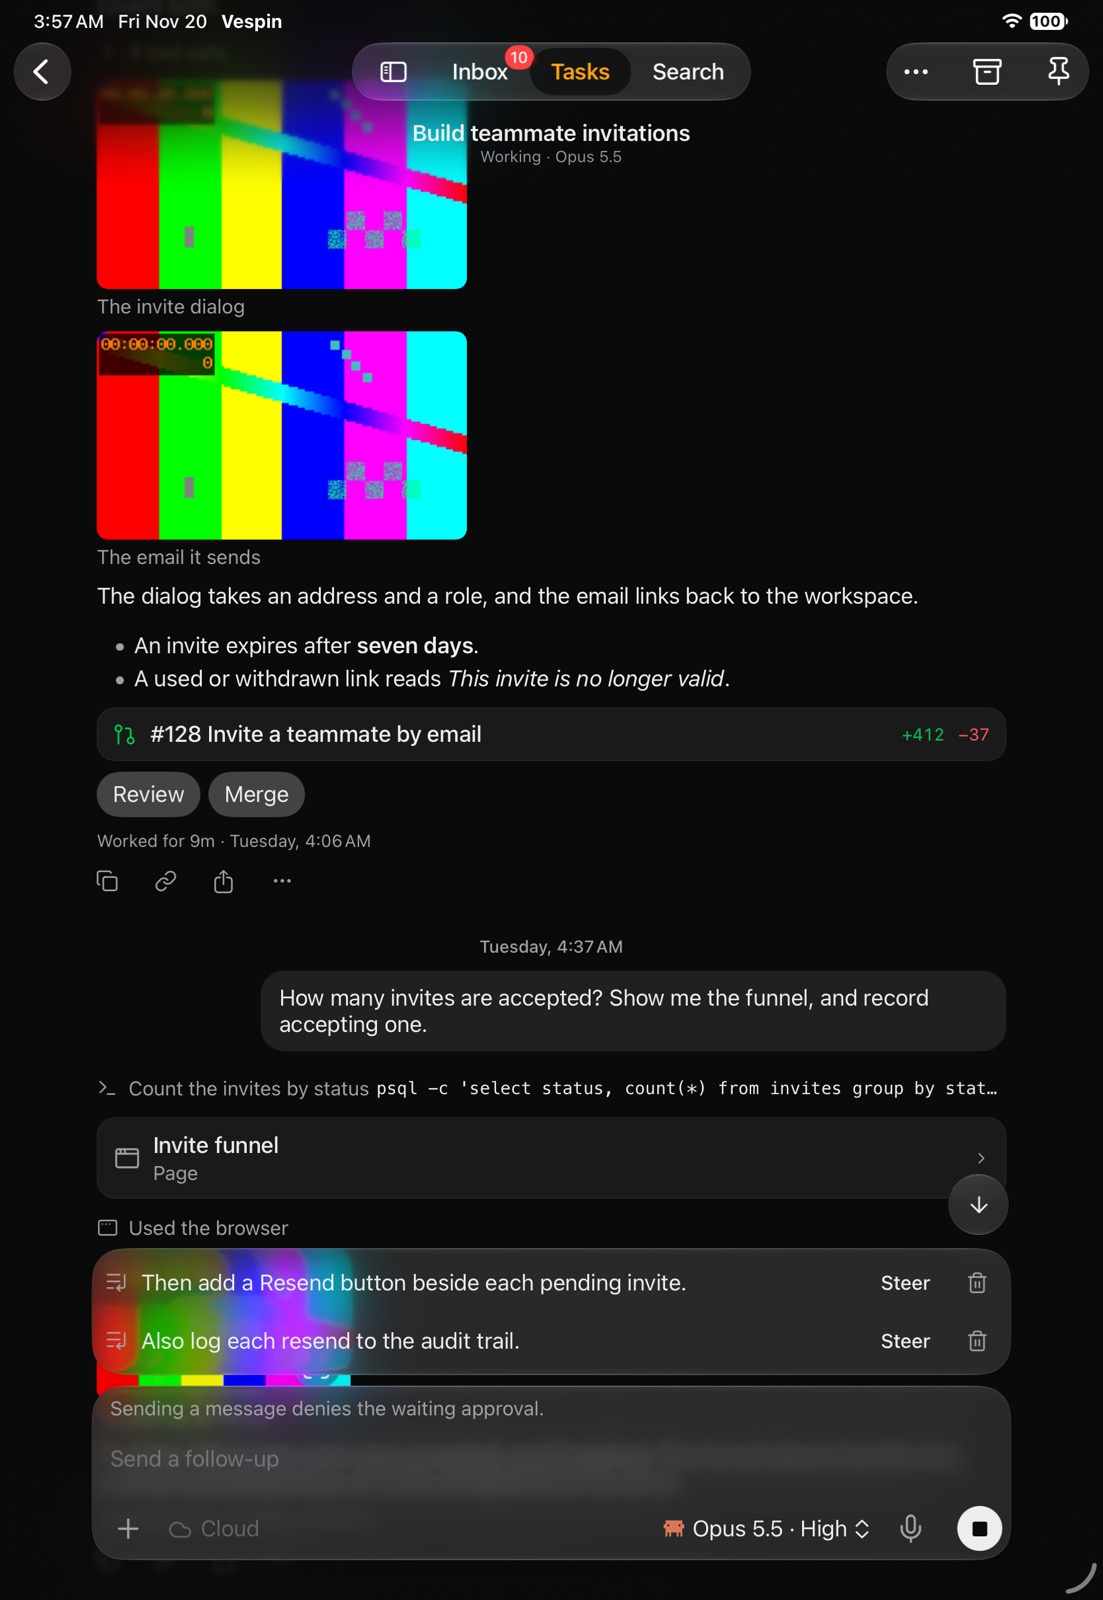 3:57 AM Fri Nov 20 Vespin
100
Inbox
10
Tasks
Search
Build teammate invitations
Working · Opus 5.5
The invite dialog
00:00:00.000
0
The email it sends
The dialog takes an address and a role, and the email links back to the workspace.
• An invite expires after seven days.
• A used or withdrawn link reads This invite is no longer valid.
#128 Invite a teammate by email
+412 −37
Review
Merge
Worked for 9m · Tuesday, 4:06 AM
Tuesday, 4:37 AM
How many invites are accepted? Show me the funnel, and record
accepting one.
Count the invites by status psql -c 'select status, count(*) from invites group by stat…
Invite funnel
Page
Used the browser
Then add a Resend button beside each pending invite.
Steer
Also log each resend to the audit trail.
Steer
Sending a message denies the waiting approval.
Send a follow-up
Cloud
Opus 5.5 · High